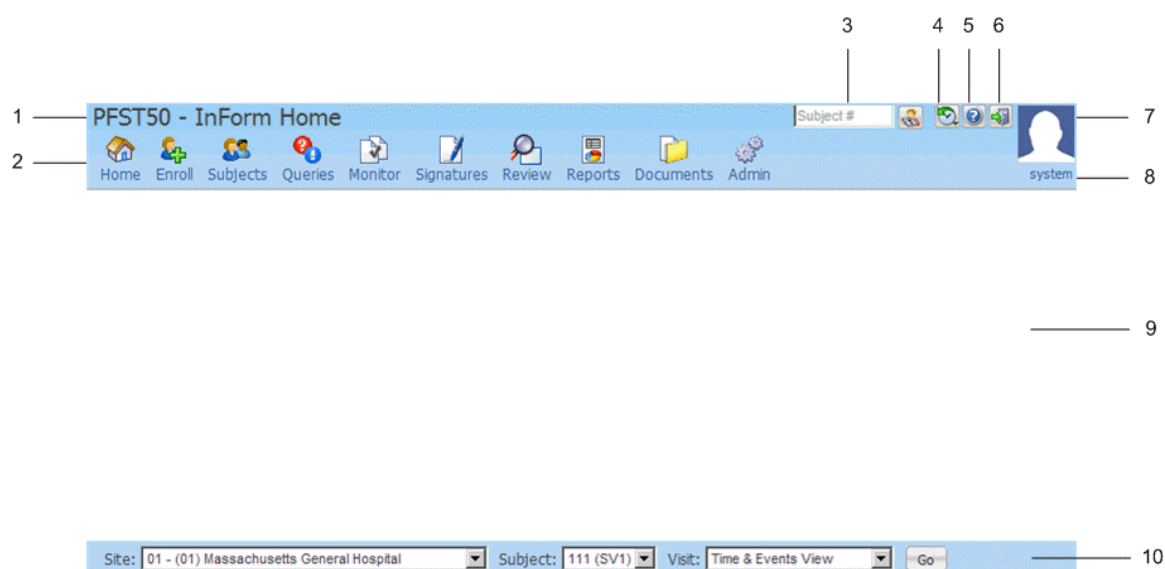 3 4 5 6
1 PFST50 - InForm Home Subject # 7
2 Home Enroll Subjects Queries Monitor Signatures Review Reports Documents Admin system 8
9
Site: 01 - (01) Massachusetts General Hospital Subject: 111 (SV1) Visit: Time & Events View Go 10